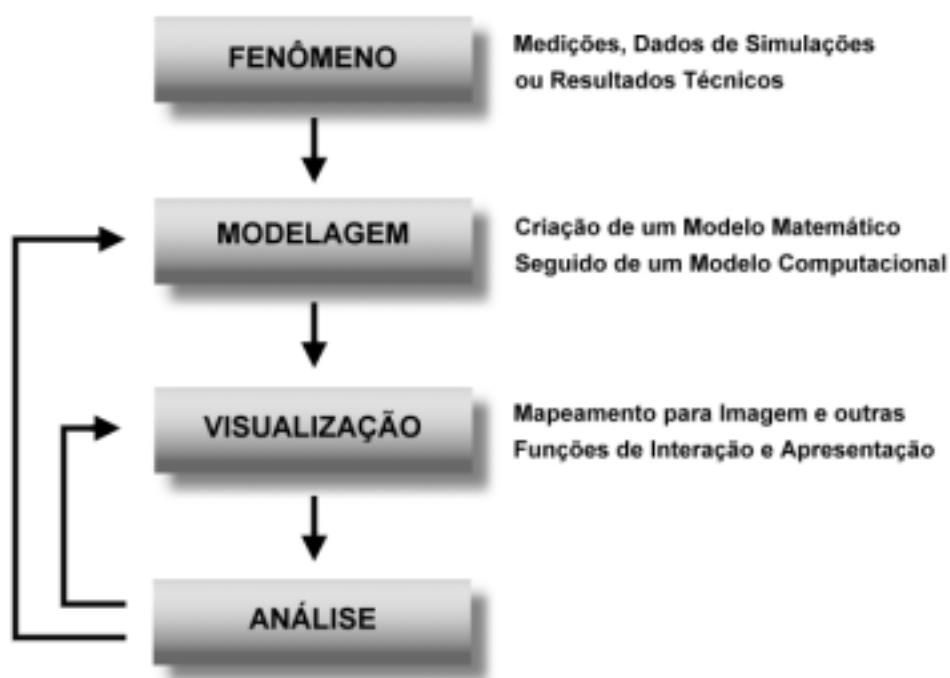 FENÔMENO
Medições, Dados de Simulações
ou Resultados Técnicos
MODELAGEM
Criação de um Modelo Matemático
Seguido de um Modelo Computacional
VISUALIZAÇÃO
Mapeamento para Imagem e outras
Funções de Interação e Apresentação
ANÁLISE